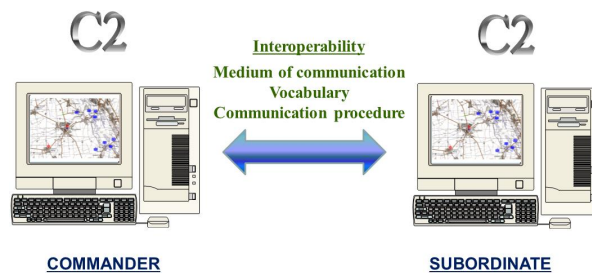 C2
C2
Interoperability
Medium of communication
Vocabulary
Communication procedure
COMMANDER
SUBORDINATE